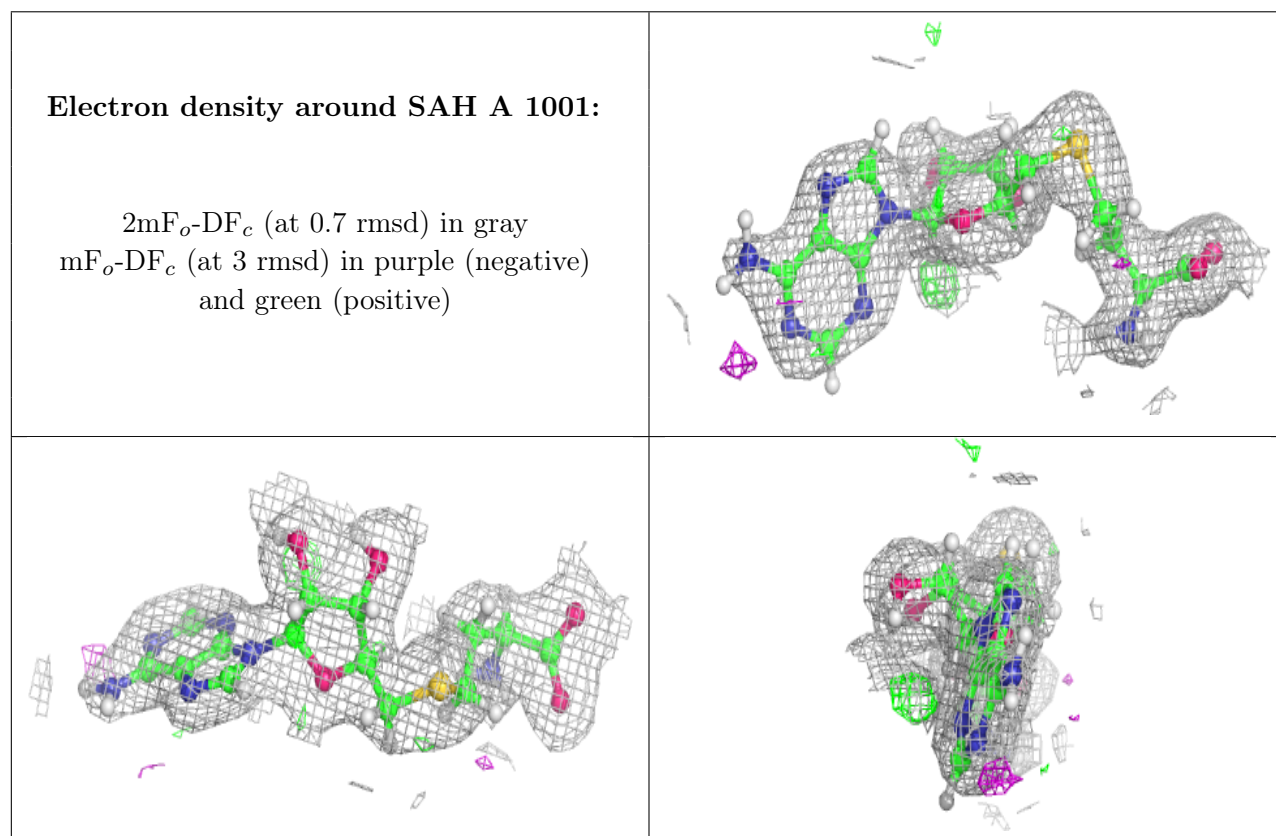 Electron density around SAH A 1001:
2mFo-DFc (at 0.7 rmsd) in gray
mFo-DFc (at 3 rmsd) in purple (negative)
and green (positive)